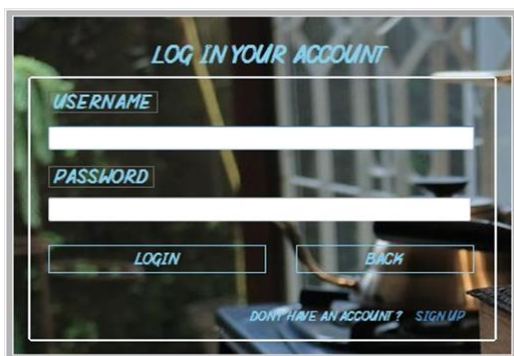 LOG IN YOUR ACCOUNT
USERNAME
PASSWORD
LOGIN BACK
DONT HAVE AN ACCOUNT? SIGN UP